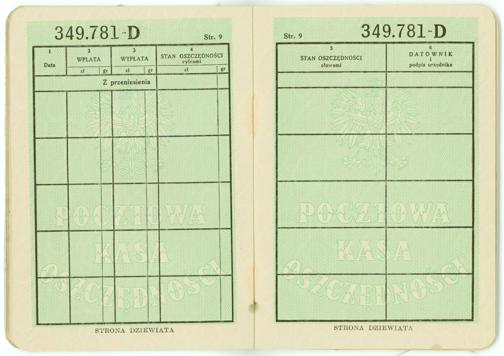 349.781-D
Str. 9
1
2
3
4
Data
WPŁATA
WYPŁATA
STAN OSZCZĘDNOŚCI
cyframi
zł
gr
zł
gr
zł
gr
Z przeniesienia
POCZTOWA
KASA
OSZCZĘDNOŚCI
STRONA DZIEWIĄTA
Str. 9
349.781-D
5
6
STAN OSZCZĘDNOŚCI
słowami
DATOWNIK
i
podpis urzędnika
POCZTOWA
KASA
OSZCZĘDNOŚCI
STRONA DZIEWIĄTA